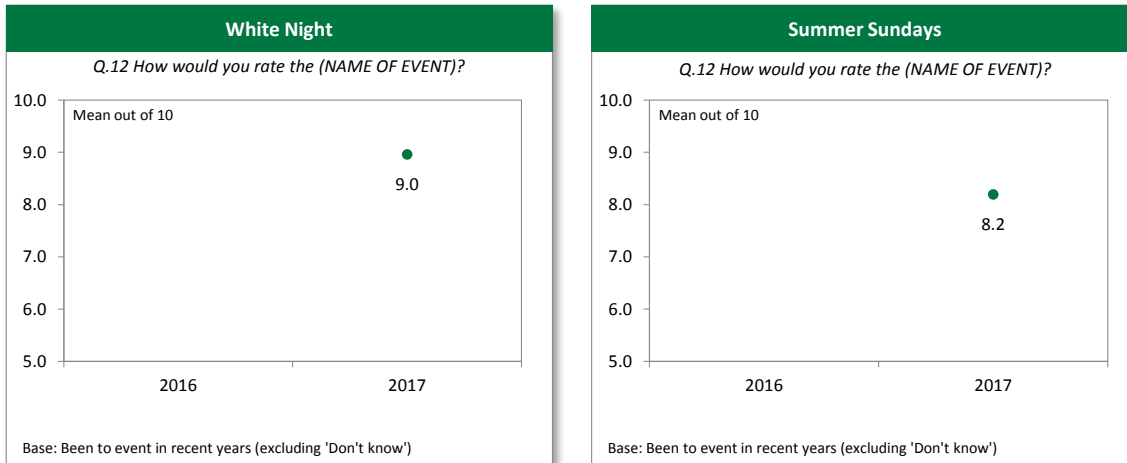 White Night
Q.12 How would you rate the (NAME OF EVENT)?
10.0
Mean out of 10
9.0
9.0
8.0
7.0
6.0
5.0
2016
2017
Base: Been to event in recent years (excluding 'Don't know')
Summer Sundays
Q.12 How would you rate the (NAME OF EVENT)?
10.0
Mean out of 10
9.0
8.0
8.2
7.0
6.0
5.0
2016
2017
Base: Been to event in recent years (excluding 'Don't know')